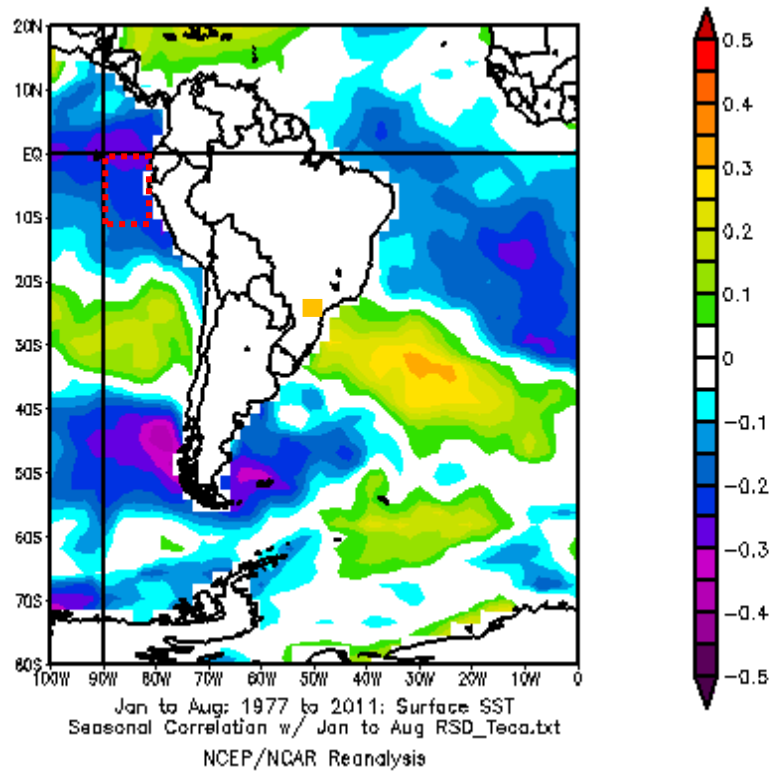 20N
10N
EQ
10S
20S
30S
40S
50S
60S
70S
80S
100W 90W 80W 70W 60W 50W 40W 30W 20W 10W 0
0.5
0.4
0.3
0.2
0.1
0
-0.1
-0.2
-0.3
-0.4
-0.5
Jan to Aug: 1977 to 2011: Surface SST
Seasonal Correlation w/ Jan to Aug RSD_Teca.txt
NCEP/NCAR Reanalysis